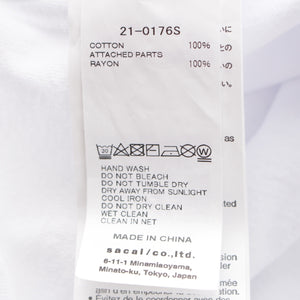 21-0176S
COTTON 100%
ATTACHED PARTS
RAYON 100%
30
HAND WASH
DO NOT BLEACH
DO NOT TUMBLE DRY
DRY AWAY FROM SUNLIGHT
COOL IRON
DO NOT DRY CLEAN
WET CLEAN
CLEAN IN NET
MADE IN CHINA
sacai co.,ltd.
6-11-1 Minamiaoyama,
Minato-ku, Tokyo, Japan
as